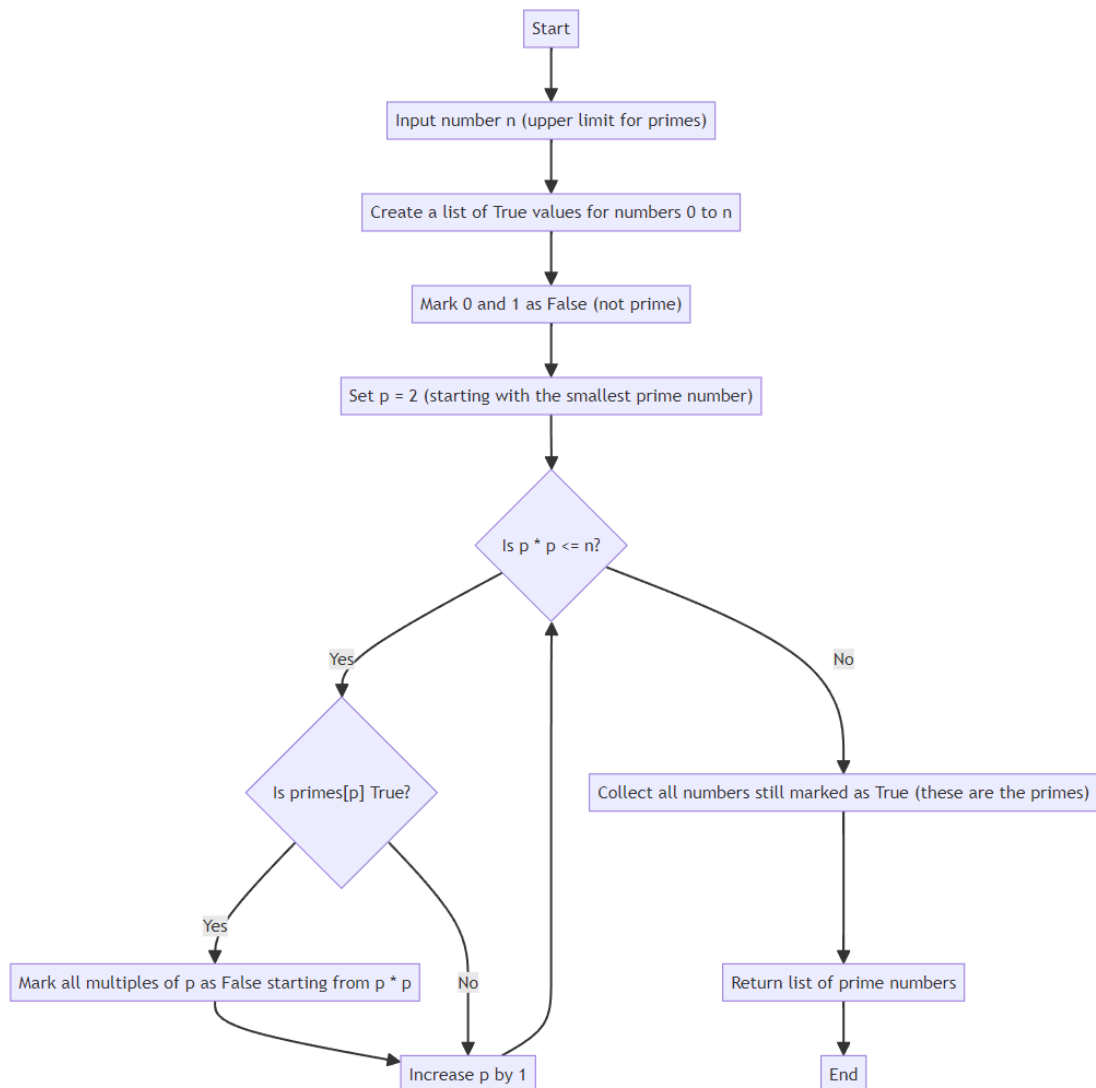 Start
Input number n (upper limit for primes)
Create a list of True values for numbers 0 to n
Mark 0 and 1 as False (not prime)
Set p = 2 (starting with the smallest prime number)
Is p * p <= n?
Yes
No
Is primes[p] True?
Collect all numbers still marked as True (these are the primes)
Yes
No
Mark all multiples of p as False starting from p * p
Return list of prime numbers
Increase p by 1
End